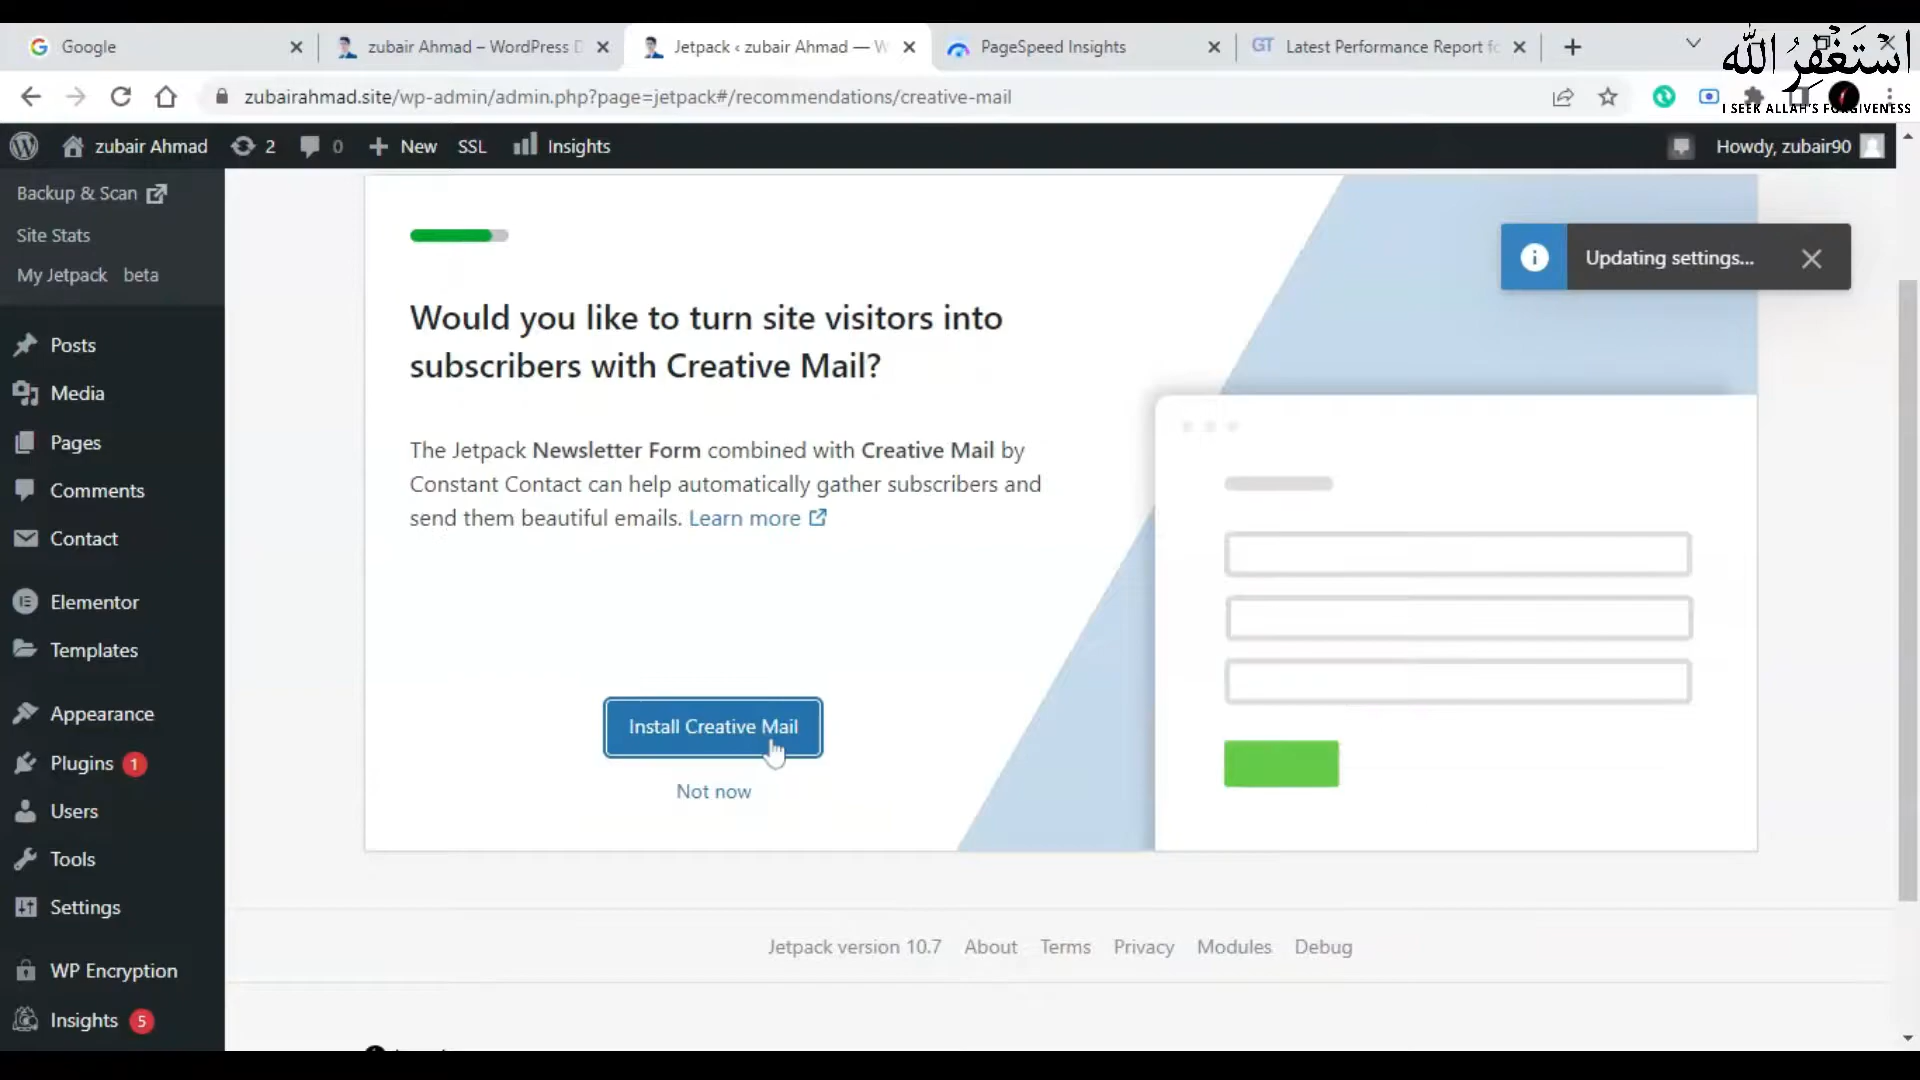 Google
zubair Ahmad – WordPress D
Jetpack ‹ zubair Ahmad — W
PageSpeed Insights
GT Latest Performance Report fo
أستغفر الله
I SEEK ALLAH'S FORGIVENESS
zubairahmad.site/wp-admin/admin.php?page=jetpack#/recommendations/creative-mail
zubair Ahmad 2 0 New SSL Insights
Howdy, zubair90
Backup & Scan
Site Stats
My Jetpack beta
Posts
Media
Pages
Comments
Contact
Elementor
Templates
Appearance
Plugins 1
Users
Tools
Settings
WP Encryption
Insights 5
Updating settings...
Would you like to turn site visitors into
subscribers with Creative Mail?
The Jetpack Newsletter Form combined with Creative Mail by
Constant Contact can help automatically gather subscribers and
send them beautiful emails. Learn more
Install Creative Mail
Not now
Jetpack version 10.7 About Terms Privacy Modules Debug